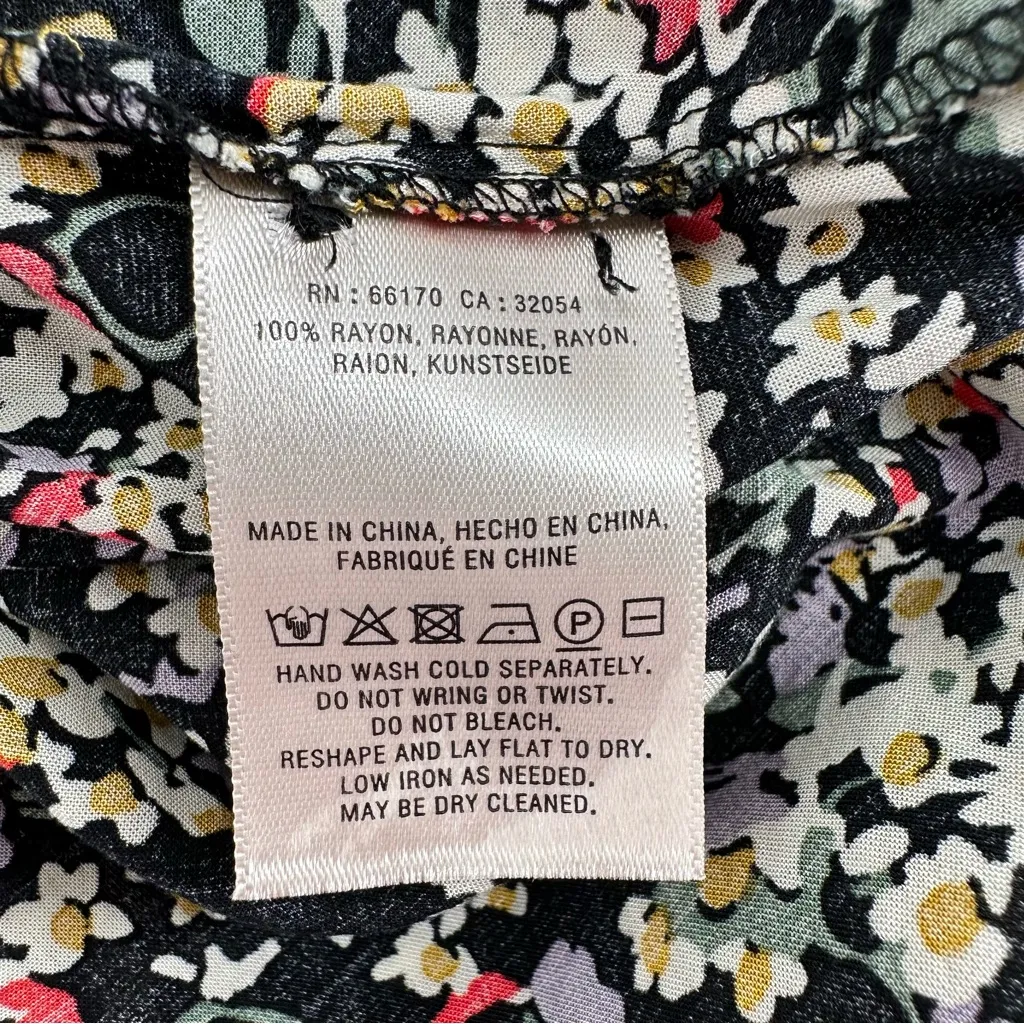 RN : 66170 CA : 32054
100% RAYON, RAYONNE, RAYÓN,
RAION, KUNSTSEIDE
MADE IN CHINA, HECHO EN CHINA,
FABRIQUÉ EN CHINE
P
HAND WASH COLD SEPARATELY.
DO NOT WRING OR TWIST.
DO NOT BLEACH.
RESHAPE AND LAY FLAT TO DRY.
LOW IRON AS NEEDED.
MAY BE DRY CLEANED.